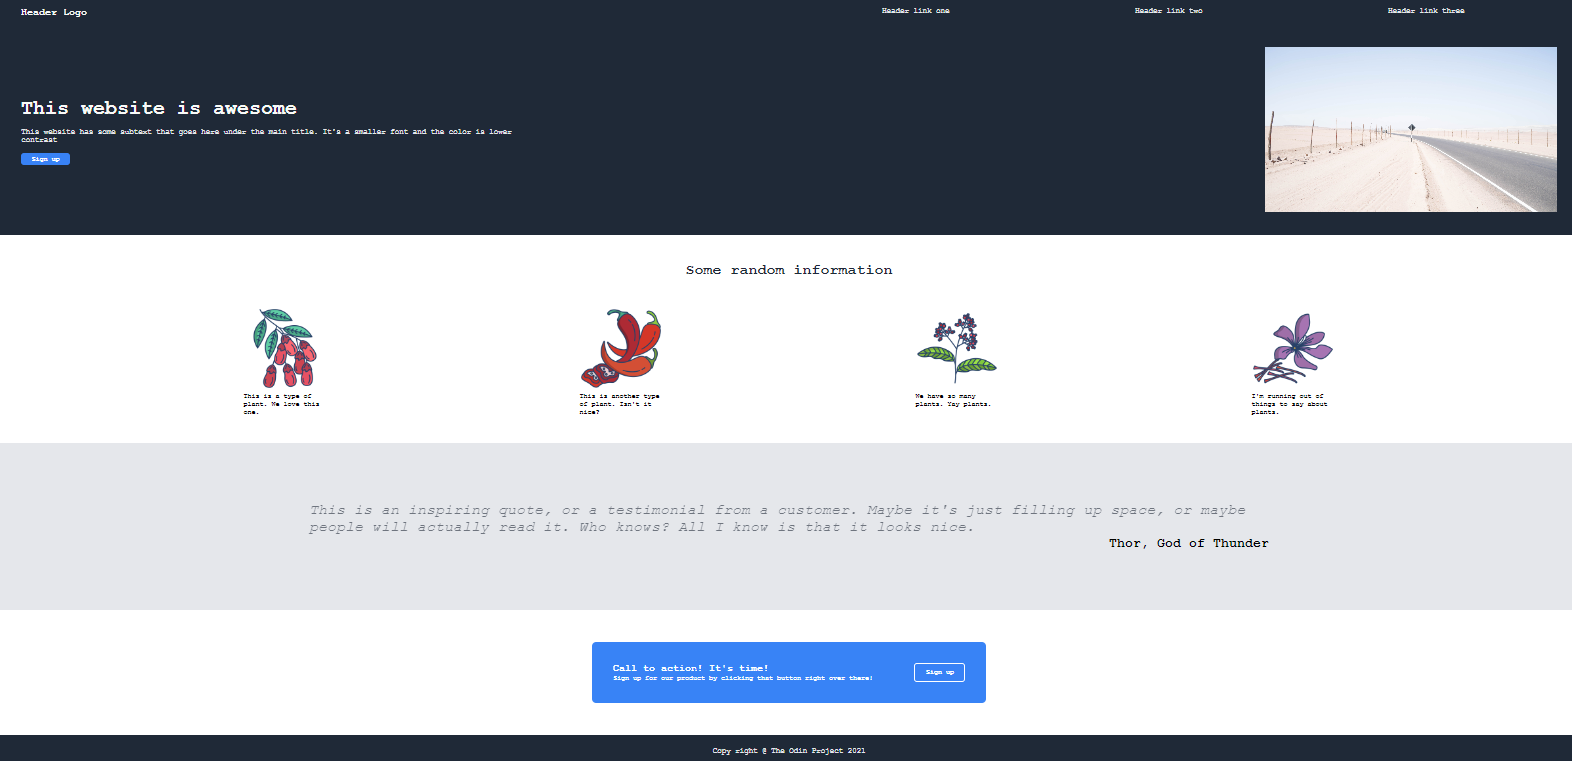 Header Logo
Header link one
Header link two
Header link three
This website is awesome
This website has some subtext that goes here under the main title. It's a smaller font and the color is lower
contrast
Sign up
Some random information
This is a type of
plant. We love this
one.
This is another type
of plant. Isn't it
nice?
We have so many
plants. Yay plants.
I'm running out of
things to say about
plants.
This is an inspiring quote, or a testimonial from a customer. Maybe it's just filling up space, or maybe
people will actually read it. Who knows? All I know is that it looks nice.
Thor, God of Thunder
Call to action! It's time!
Sign up for our product by clicking that button right over there!
Sign up
Copy right @ The Odin Project 2021